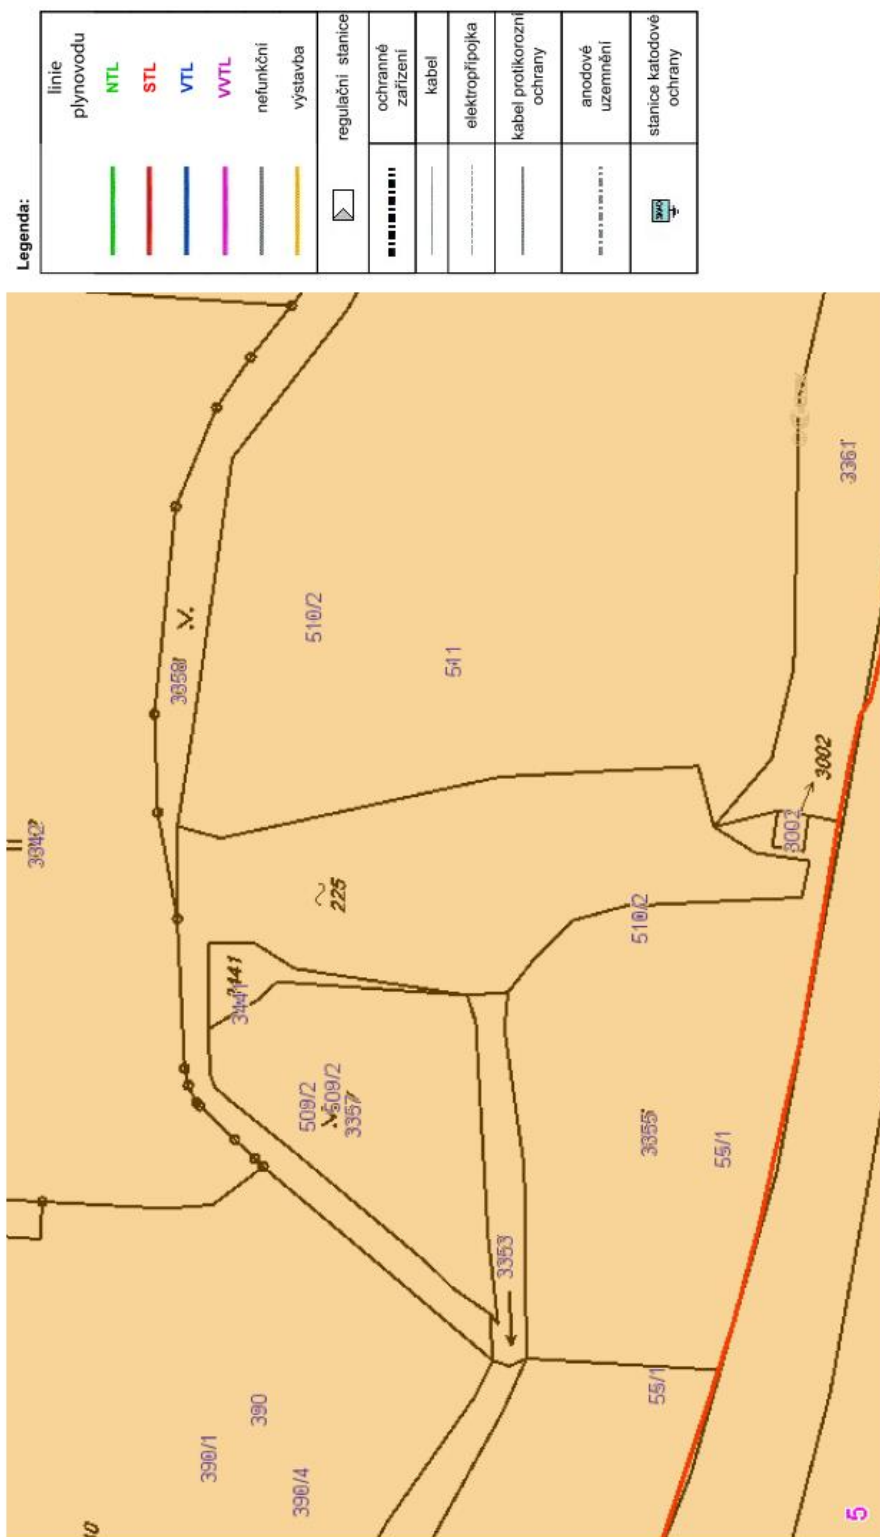 Legenda:
linie
plynovodu
NTL
STL
VTL
VVTL
nefunkční
výstavba
regulační stanice
ochranné
zařízení
kabel
elektropřípojka
kabel protikorozní
ochrany
anodové
uzemnění
stanice katodové
ochrany
3342
3358
510/2
511
3361
3002
3002
225
510/2
3441
3441
509/2
509/2
3357
3355
55/1
3353
55/1
390
390/1
390/4
5